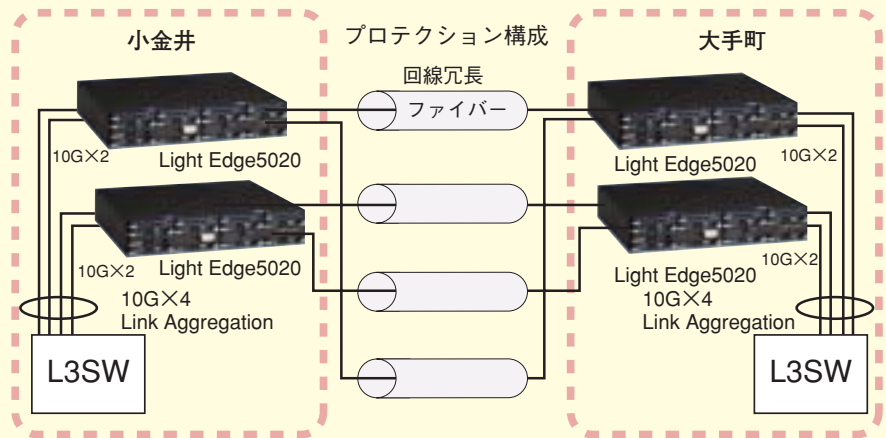 プロテクション構成
小金井
大手町
回線冗長
ファイバー
10G×2
Light Edge5020
Light Edge5020
10G×2
10G×2
Light Edge5020
Light Edge5020
10G×2
10G×4
Link Aggregation
10G×4
Link Aggregation
L3SW
L3SW